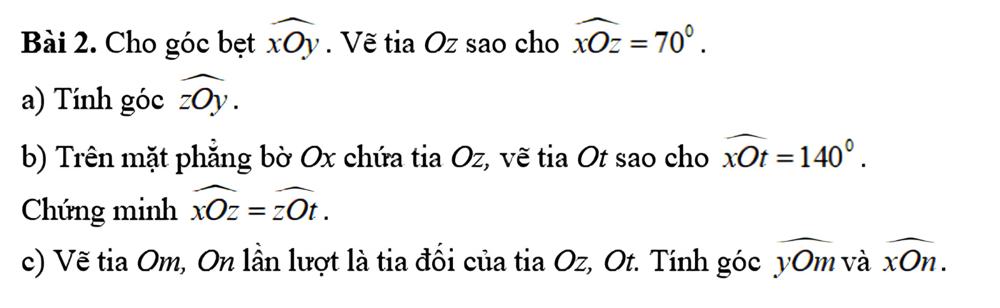 Bài 2. Cho góc bẹt $\widehat{xOy}$. Vẽ tia Oz sao cho $\widehat{xOz} = 70^0$.
a) Tính góc $\widehat{zOy}$.
b) Trên mặt phẳng bờ Ox chứa tia Oz, vẽ tia Ot sao cho $\widehat{xOt} = 140^0$.
Chứng minh $\widehat{xOz} = \widehat{zOt}$.
c) Vẽ tia Om, On lần lượt là tia đối của tia Oz, Ot. Tính góc $\widehat{yOm}$ và $\widehat{xOn}$.